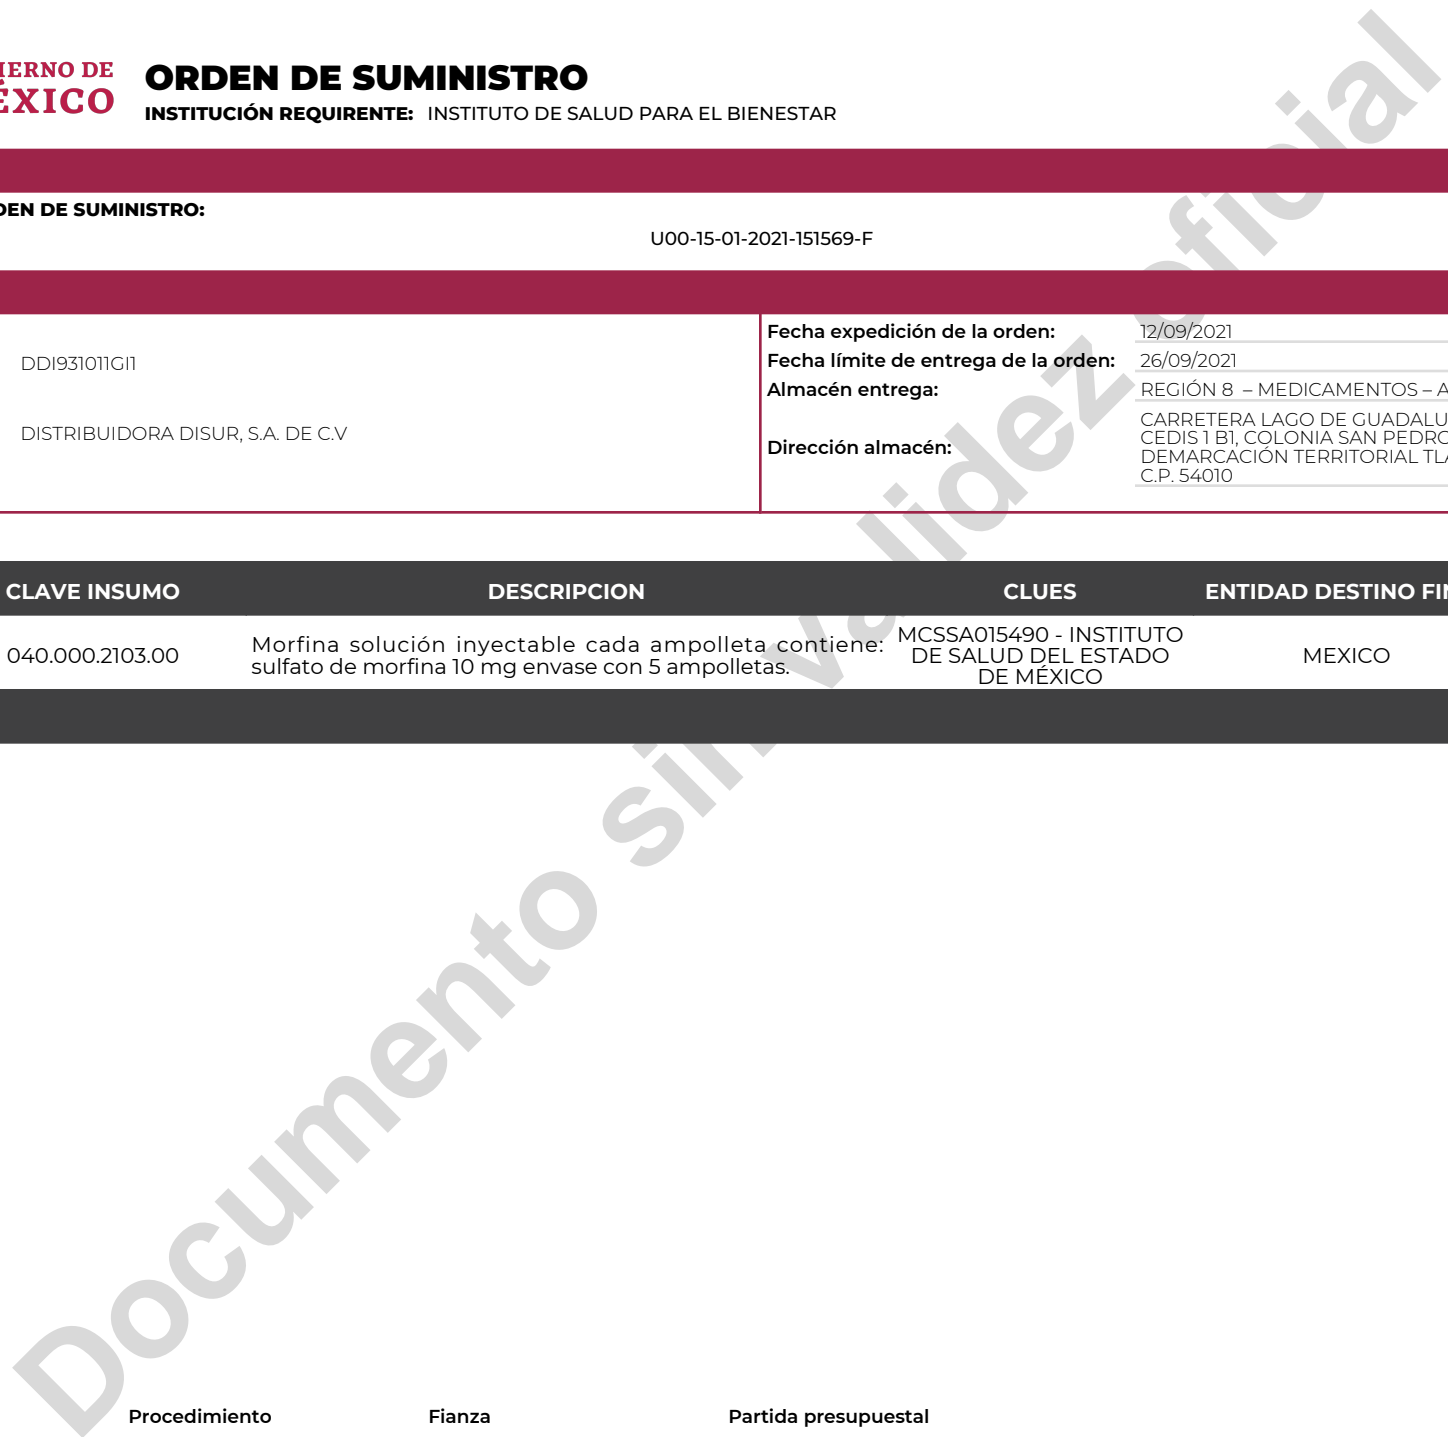 IERNO DE
ÉXICO
ORDEN DE SUMINISTRO
INSTITUCIÓN REQUIRENTE: INSTITUTO DE SALUD PARA EL BIENESTAR
DEN DE SUMINISTRO:
U00-15-01-2021-151569-F
DDI931011GI1
DISTRIBUIDORA DISUR, S.A. DE C.V
Fecha expedición de la orden: 12/09/2021
Fecha límite de entrega de la orden: 26/09/2021
Almacén entrega: REGIÓN 8 – MEDICAMENTOS – A
Dirección almacén:
CARRETERA LAGO DE GUADALU
CEDIS 1 B1, COLONIA SAN PEDRO
DEMARCACIÓN TERRITORIAL TLA
C.P. 54010
CLAVE INSUMO DESCRIPCION CLUES ENTIDAD DESTINO FIN
040.000.2103.00
Morfina solución inyectable cada ampolleta contiene:
sulfato de morfina 10 mg envase con 5 ampolletas.
MCSSA015490 - INSTITUTO
DE SALUD DEL ESTADO
DE MÉXICO
MEXICO
Documento sin validez oficial
Procedimiento Fianza Partida presupuestal